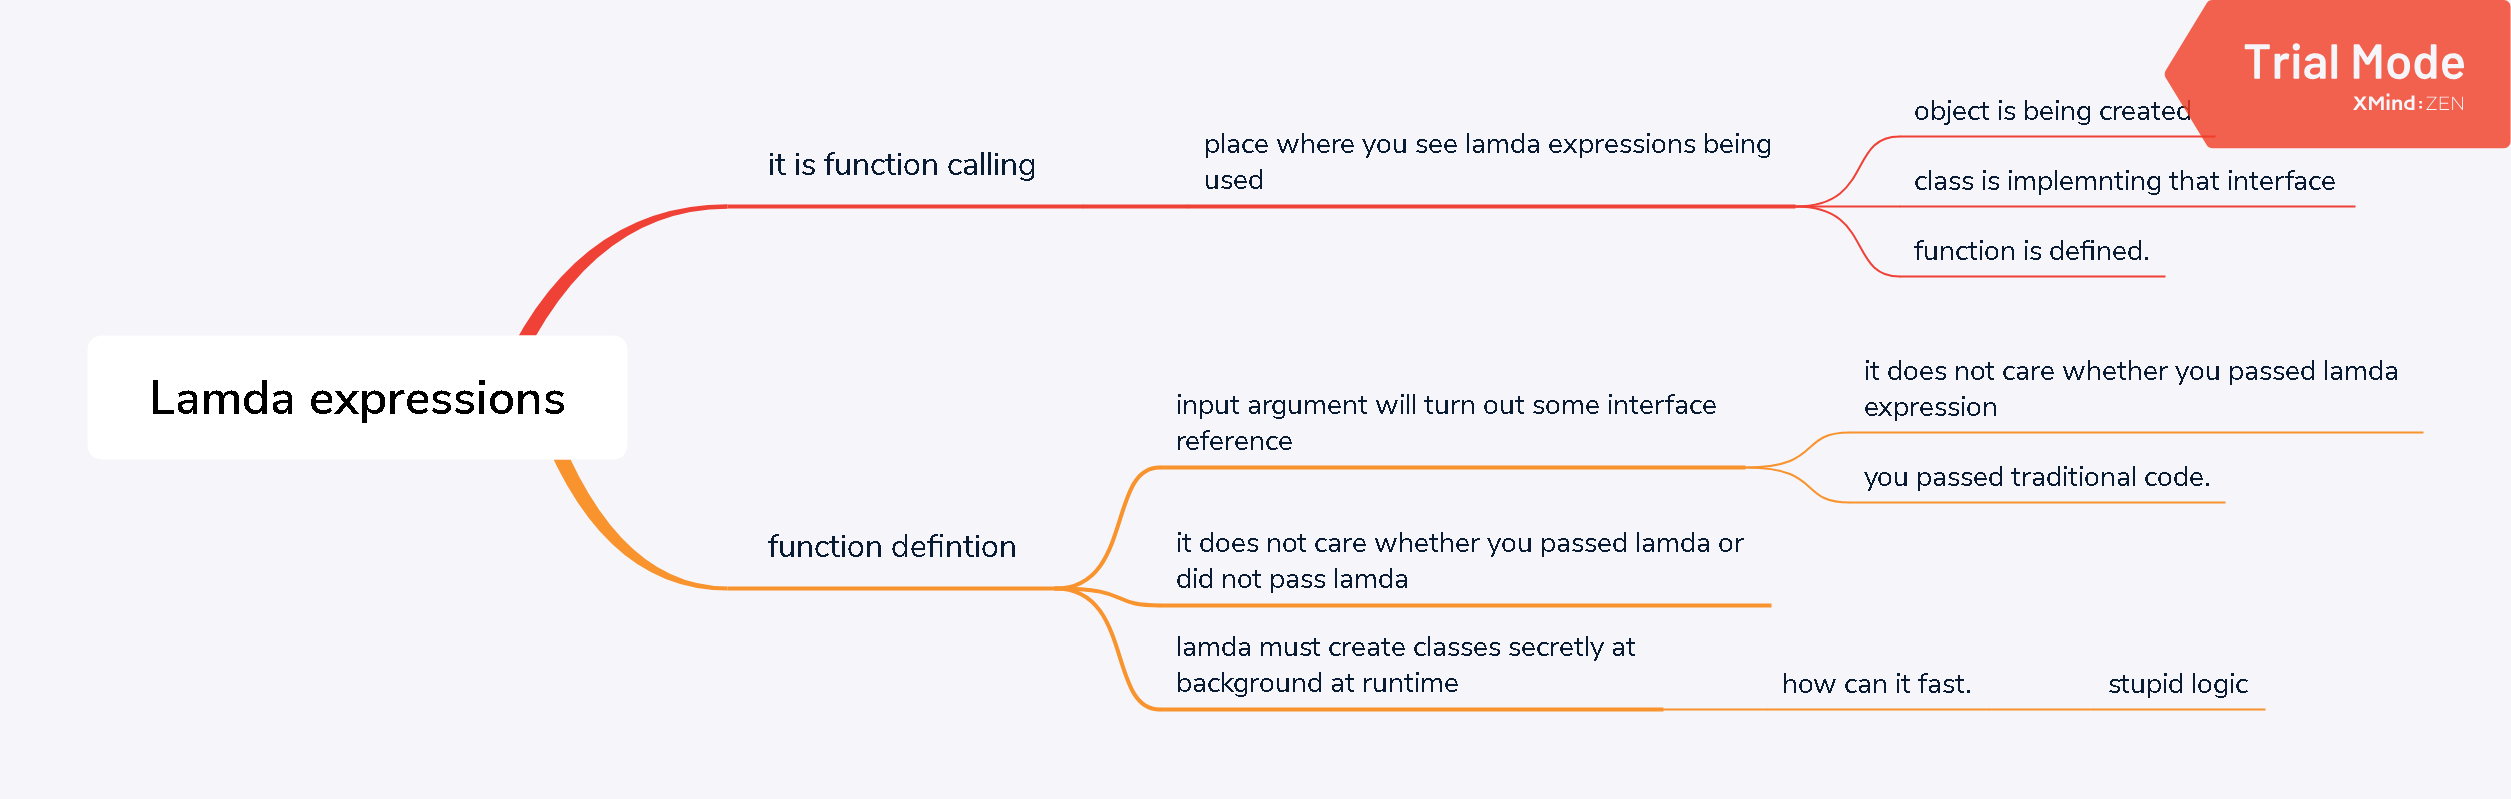 Trial Mode
XMind:ZEN
object is being created
it is function calling
place where you see lamda expressions being
used
class is implemnting that interface
function is defined.
Lamda expressions
it does not care whether you passed lamda
expression
input argument will turn out some interface
reference
you passed traditional code.
function defintion
it does not care whether you passed lamda or
did not pass lamda
lamda must create classes secretly at
background at runtime
how can it fast.
stupid logic